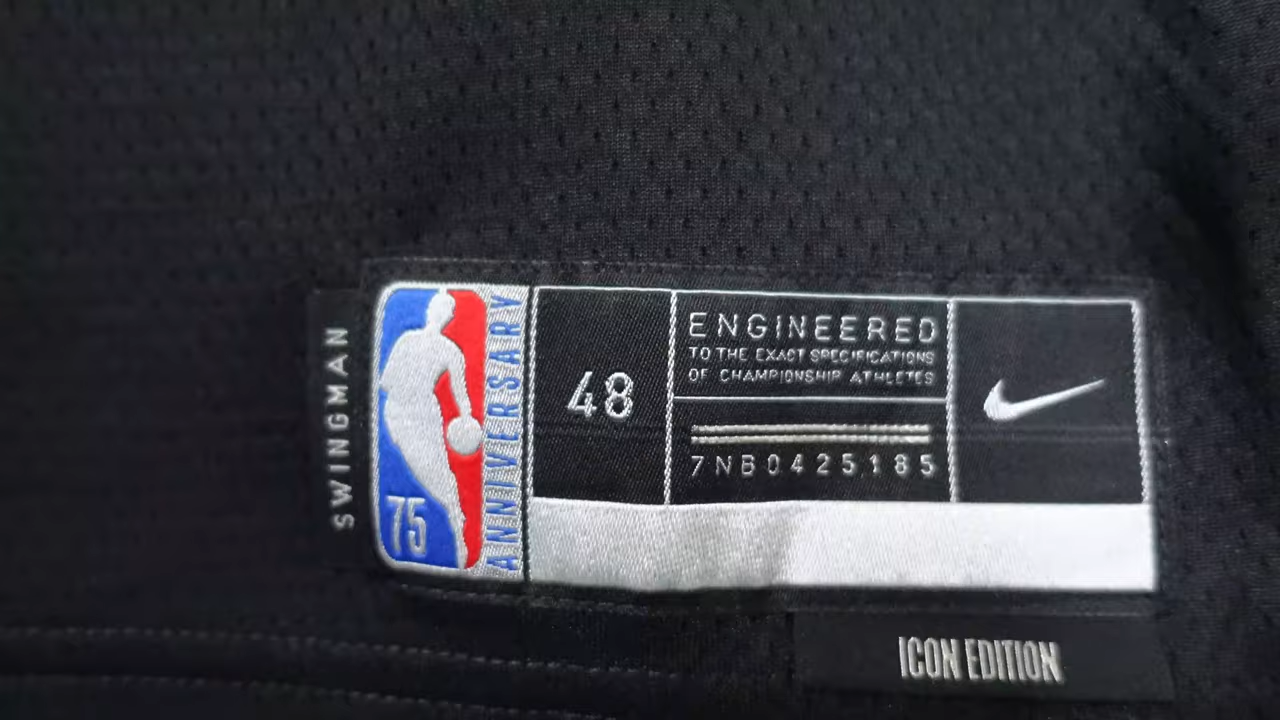 SWINGMAN
75
ANNIVERSARY
48
ENGINEERED
TO THE EXACT SPECIFICATIONS
OF CHAMPIONSHIP ATHLETES
7NB0425185
ICON EDITION